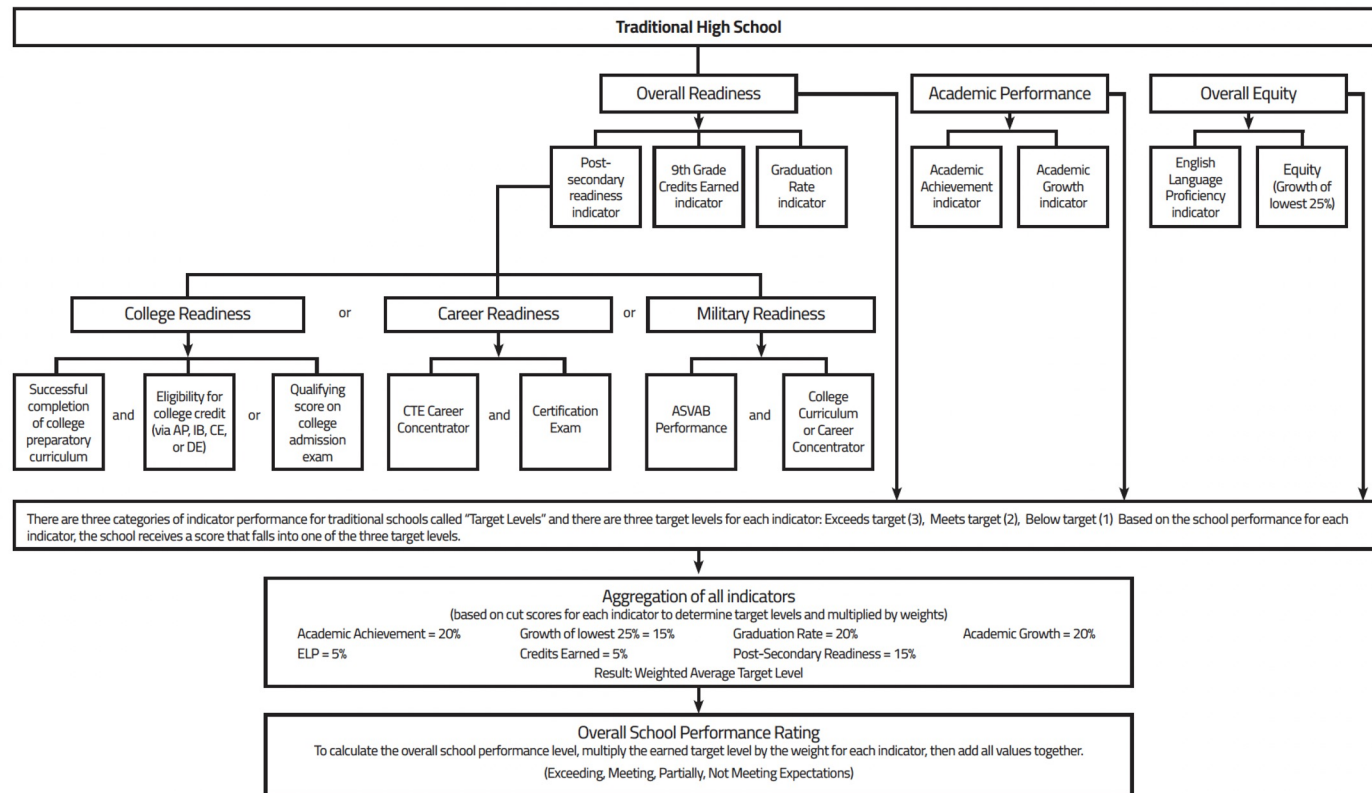 Traditional High School
Overall Readiness
Academic Performance
Overall Equity
Post-
secondary
readiness
indicator
9th Grade
Credits Earned
indicator
Graduation
Rate
indicator
Academic
Achievement
indicator
Academic
Growth
indicator
English
Language
Proficiency
indicator
Equity
(Growth of
lowest 25%)
College Readiness
or
Career Readiness
or
Military Readiness
Successful
completion
of college
preparatory
curriculum
and
Eligibility for
college credit
(via AP, IB, CE,
or DE)
or
Qualifying
score on
college
admission
exam
CTE Career
Concentrator
and
Certification
Exam
ASVAB
Performance
and
College
Curriculum
or Career
Concentrator
There are three categories of indicator performance for traditional schools called “Target Levels” and there are three target levels for each indicator: Exceeds target (3), Meets target (2), Below target (1) Based on the school performance for each
indicator, the school receives a score that falls into one of the three target levels.
Aggregation of all indicators
(based on cut scores for each indicator to determine target levels and multiplied by weights)
Academic Achievement = 20% Growth of lowest 25% = 15% Graduation Rate = 20% Academic Growth = 20%
ELP = 5% Credits Earned = 5% Post-Secondary Readiness = 15%
Result: Weighted Average Target Level
Overall School Performance Rating
To calculate the overall school performance level, multiply the earned target level by the weight for each indicator, then add all values together.
(Exceeding, Meeting, Partially, Not Meeting Expectations)